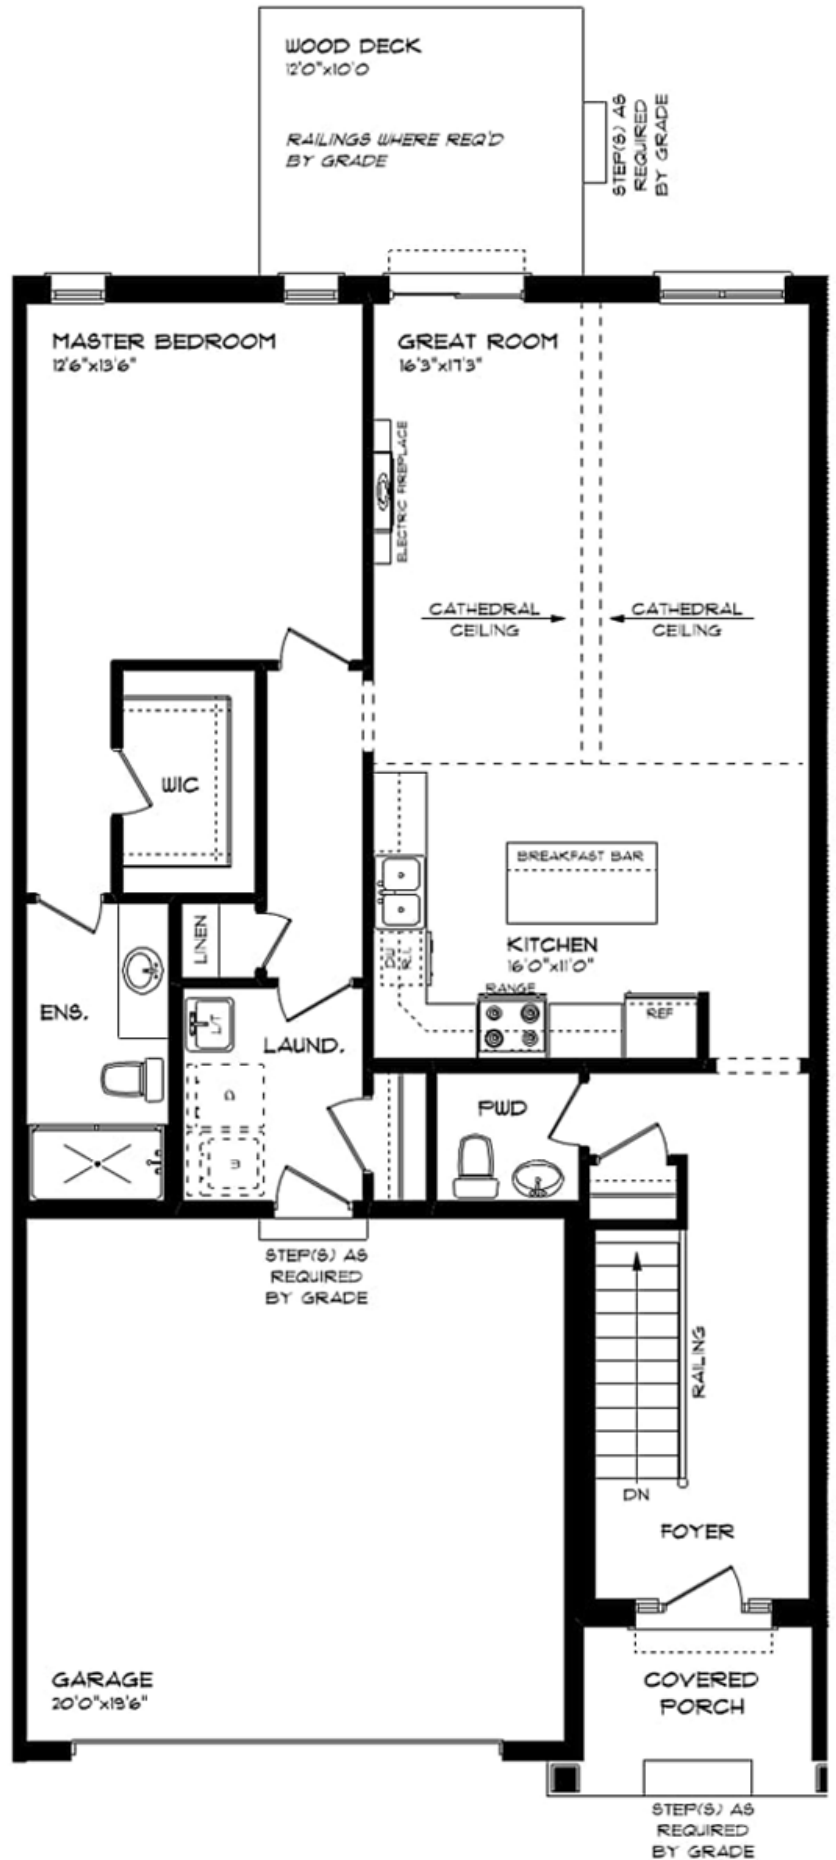 WOOD DECK
12'0"x10'0
RAILINGS WHERE REQ'D
BY GRADE
STEP(S) AS
REQUIRED
BY GRADE
MASTER BEDROOM
12'6"x13'6"
GREAT ROOM
16'3"x17'3"
ELECTRIC FIREPLACE
CATHEDRAL
CEILING
CATHEDRAL
CEILING
WIC
BREAKFAST BAR
LINEN
DW
R.I.
KITCHEN
16'0"x11'0"
RANGE
REF
ENS.
L/T
LAUND.
D
W
PWD
STEP(S) AS
REQUIRED
BY GRADE
RAILING
DN
FOYER
GARAGE
20'0"x19'6"
COVERED
PORCH
STEP(S) AS
REQUIRED
BY GRADE